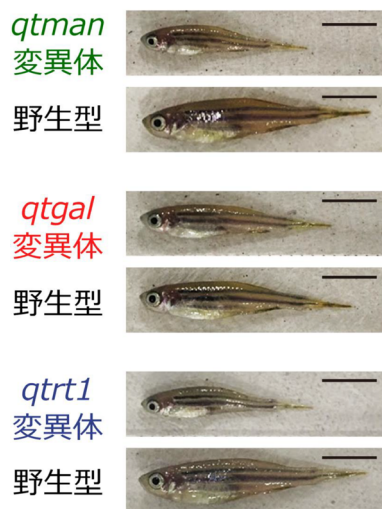 qtman
変異体
野生型
qtgal
変異体
野生型
qtrt1
変異体
野生型